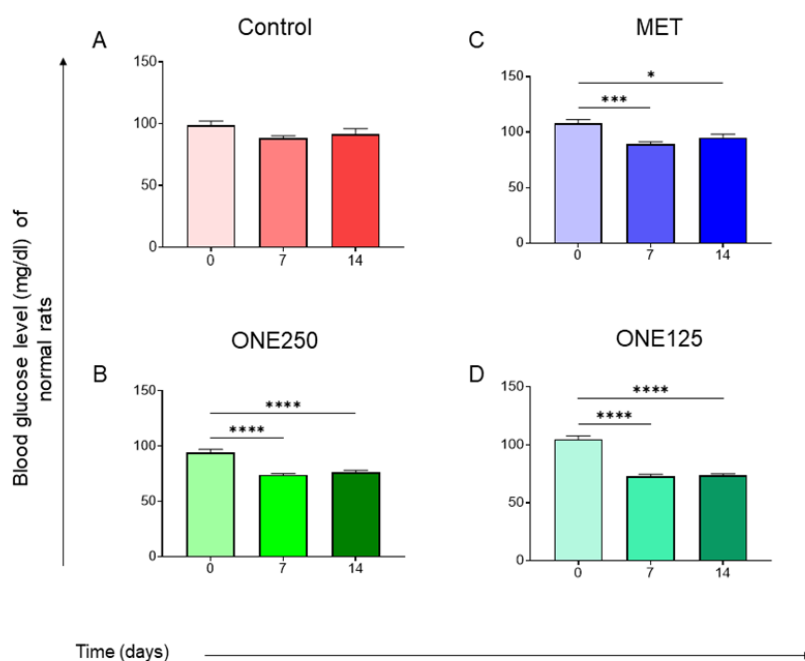 Blood glucose level (mg/dl) of
normal rats
A
Control
150
100
50
0
0 7 14
C
MET
150
100
50
0
*
***
0 7 14
B
ONE250
150
100
50
0
****
****
0 7 14
D
ONE125
150
100
50
0
****
****
0 7 14
Time (days)